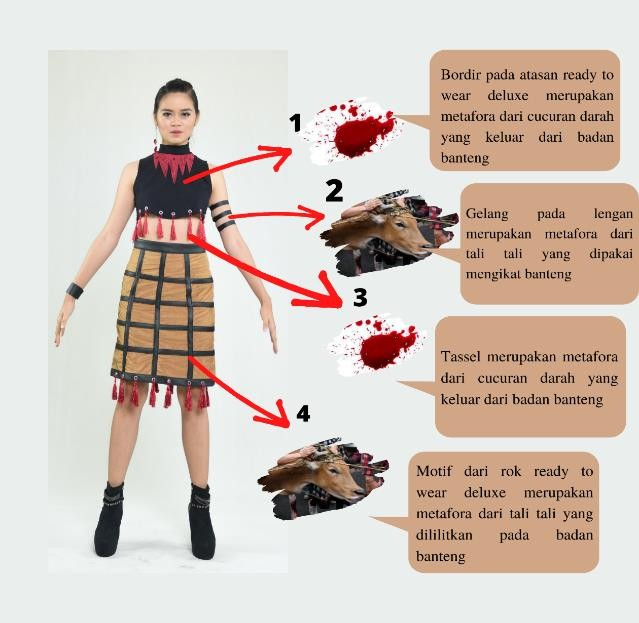 1
Bordir pada atasan ready to
wear deluxe merupakan
metafora dari cucuran darah
yang keluar dari badan
banteng
2
Gelang pada lengan
merupakan metafora dari
tali tali yang dipakai
mengikat banteng
3
Tassel merupakan metafora
dari cucuran darah yang
keluar dari badan banteng
4
Motif dari rok ready to
wear deluxe merupakan
metafora dari tali tali yang
dililitkan pada badan
banteng